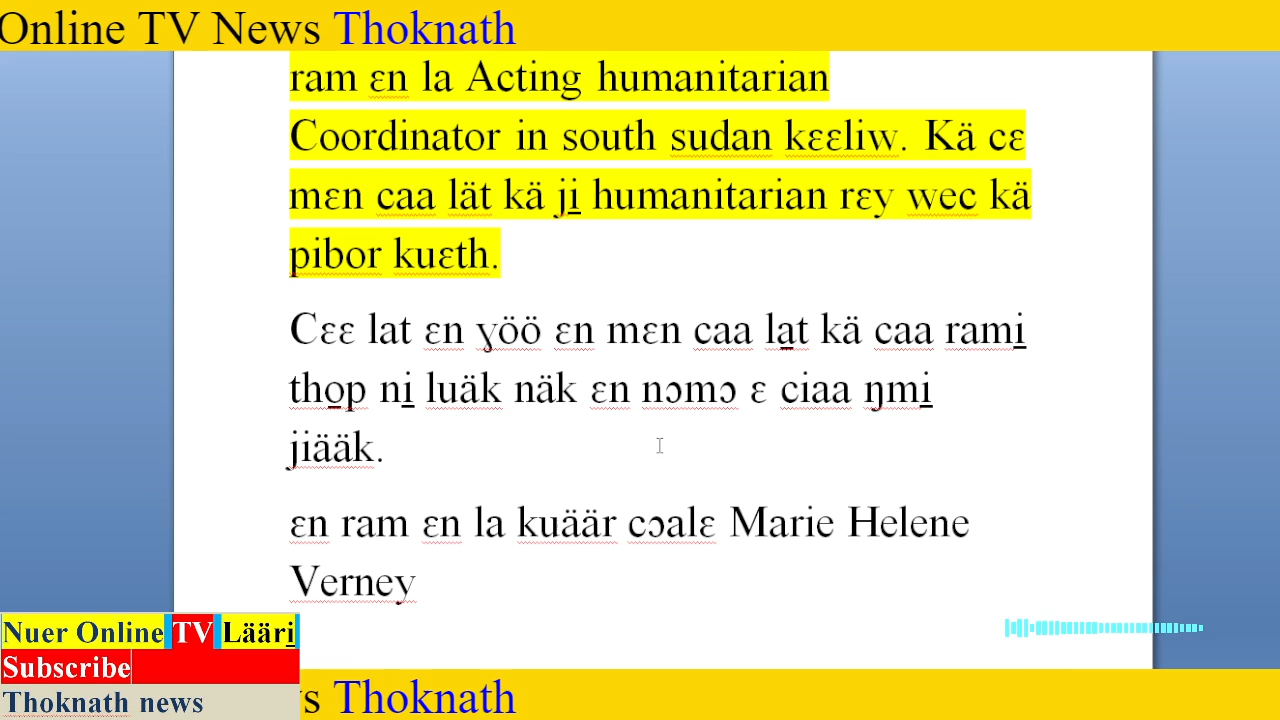 Online TV News Thoknath
ram ɛn la Acting humanitarian
Coordinator in south sudan kɛɛliw. Kä cɛ
mɛn caa lät kä ji̱ humanitarian rɛy wec kä
pibor kuɛth.
Cɛɛ lat ɛn ɣöö ɛn mɛn caa la̱t kä caa rami̱
tho̱p ni̱ luäk näk ɛn nɔmɔ ɛ ciaa ŋmi̱
jiääk.
ɛn ram ɛn la kuäär cɔalɛ Marie Helene
Verney
Nuer Online TV Lääri̱
Subscribe
Thoknath news
s Thoknath